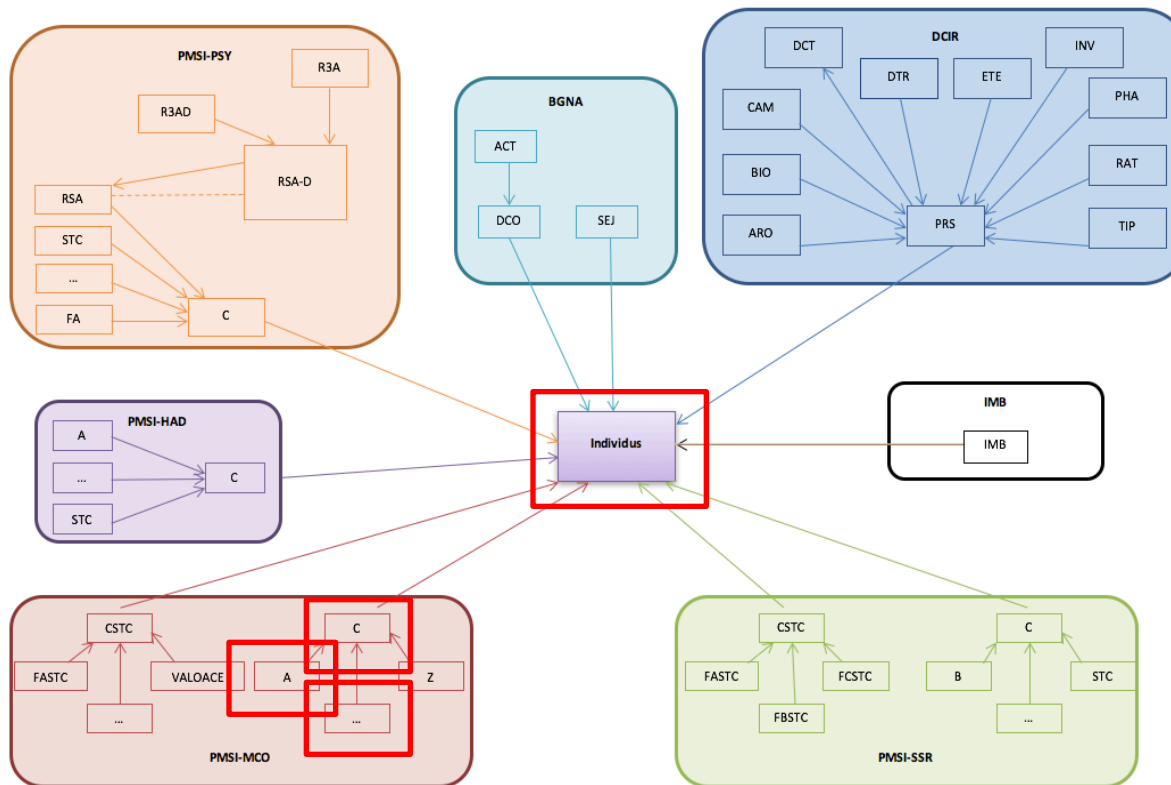 PMSI-PSY
R3A
R3AD
RSA-D
RSA
STC
...
FA
C
BGNA
ACT
DCO
SEJ
DCIR
DCT
DTR
ETE
INV
CAM
PHA
BIO
RAT
ARO
PRS
TIP
PMSI-HAD
A
...
STC
C
Individus
IMB
IMB
CSTC
FASTC
VALOACE
...
C
A
Z
...
PMSI-MCO
CSTC
FASTC
FCSTC
FBSTC
C
B
STC
...
PMSI-SSR